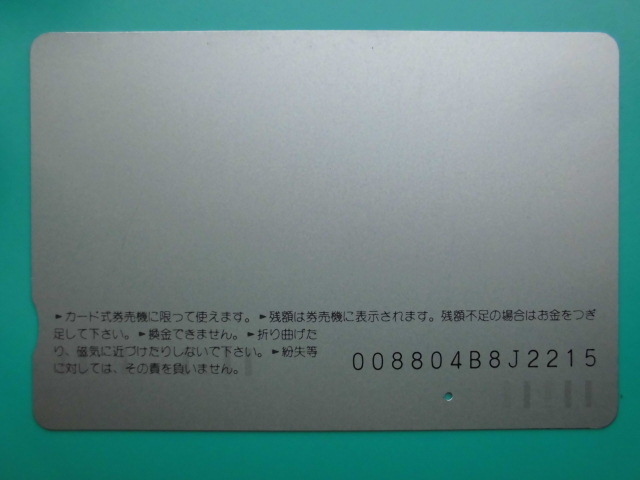 ►カード式券売機に限って使えます。►残額は券売機に表示されます。残額不足の場合はお金をつぎ
足して下さい。►換金できません。►折り曲げた
り、磁気に近づけたりしないで下さい。►紛失等
に対しては、その責を負いません。
008804B8J2215